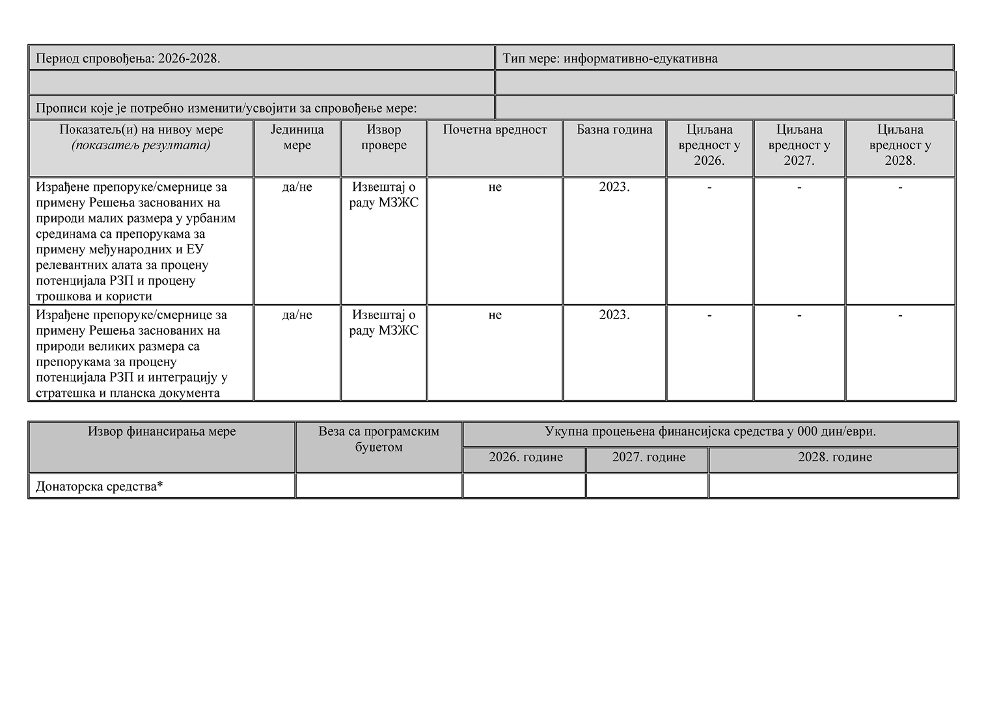 Период спровођења: 2026-2028.
Тип мере: информативно-едукативна
Прописи које је потребно изменити/усвојити за спровођење мере:
Показатељ(и) на нивоу мере
(показатељ резултата)
Јединица
мере
Извор
провере
Почетна вредност
Базна година
Циљана
вредност у
2026.
Циљана
вредност у
2027.
Циљана
вредност у
2028.
Израђене препоруке/смернице за
примену Решења заснованих на
природи малих размера у урбаним
срединама са препорукама за
примену међународних и ЕУ
релевантних алата за процену
потенцијала РЗП и процену
трошкова и користи
да/не
Извештај о
раду МЗЖС
не
2023.
-
-
-
Израђене препоруке/смернице за
примену Решења заснованих на
природи великих размера са
препорукама за процену
потенцијала РЗП и интеграцију у
стратешка и планска документа
да/не
Извештај о
раду МЗЖС
не
2023.
-
-
-
Извор финансирања мере
Веза са програмским
буџетом
Укупна процењена финансијска средства у 000 дин/еври.
2026. године
2027. године
2028. године
Донаторска средства*